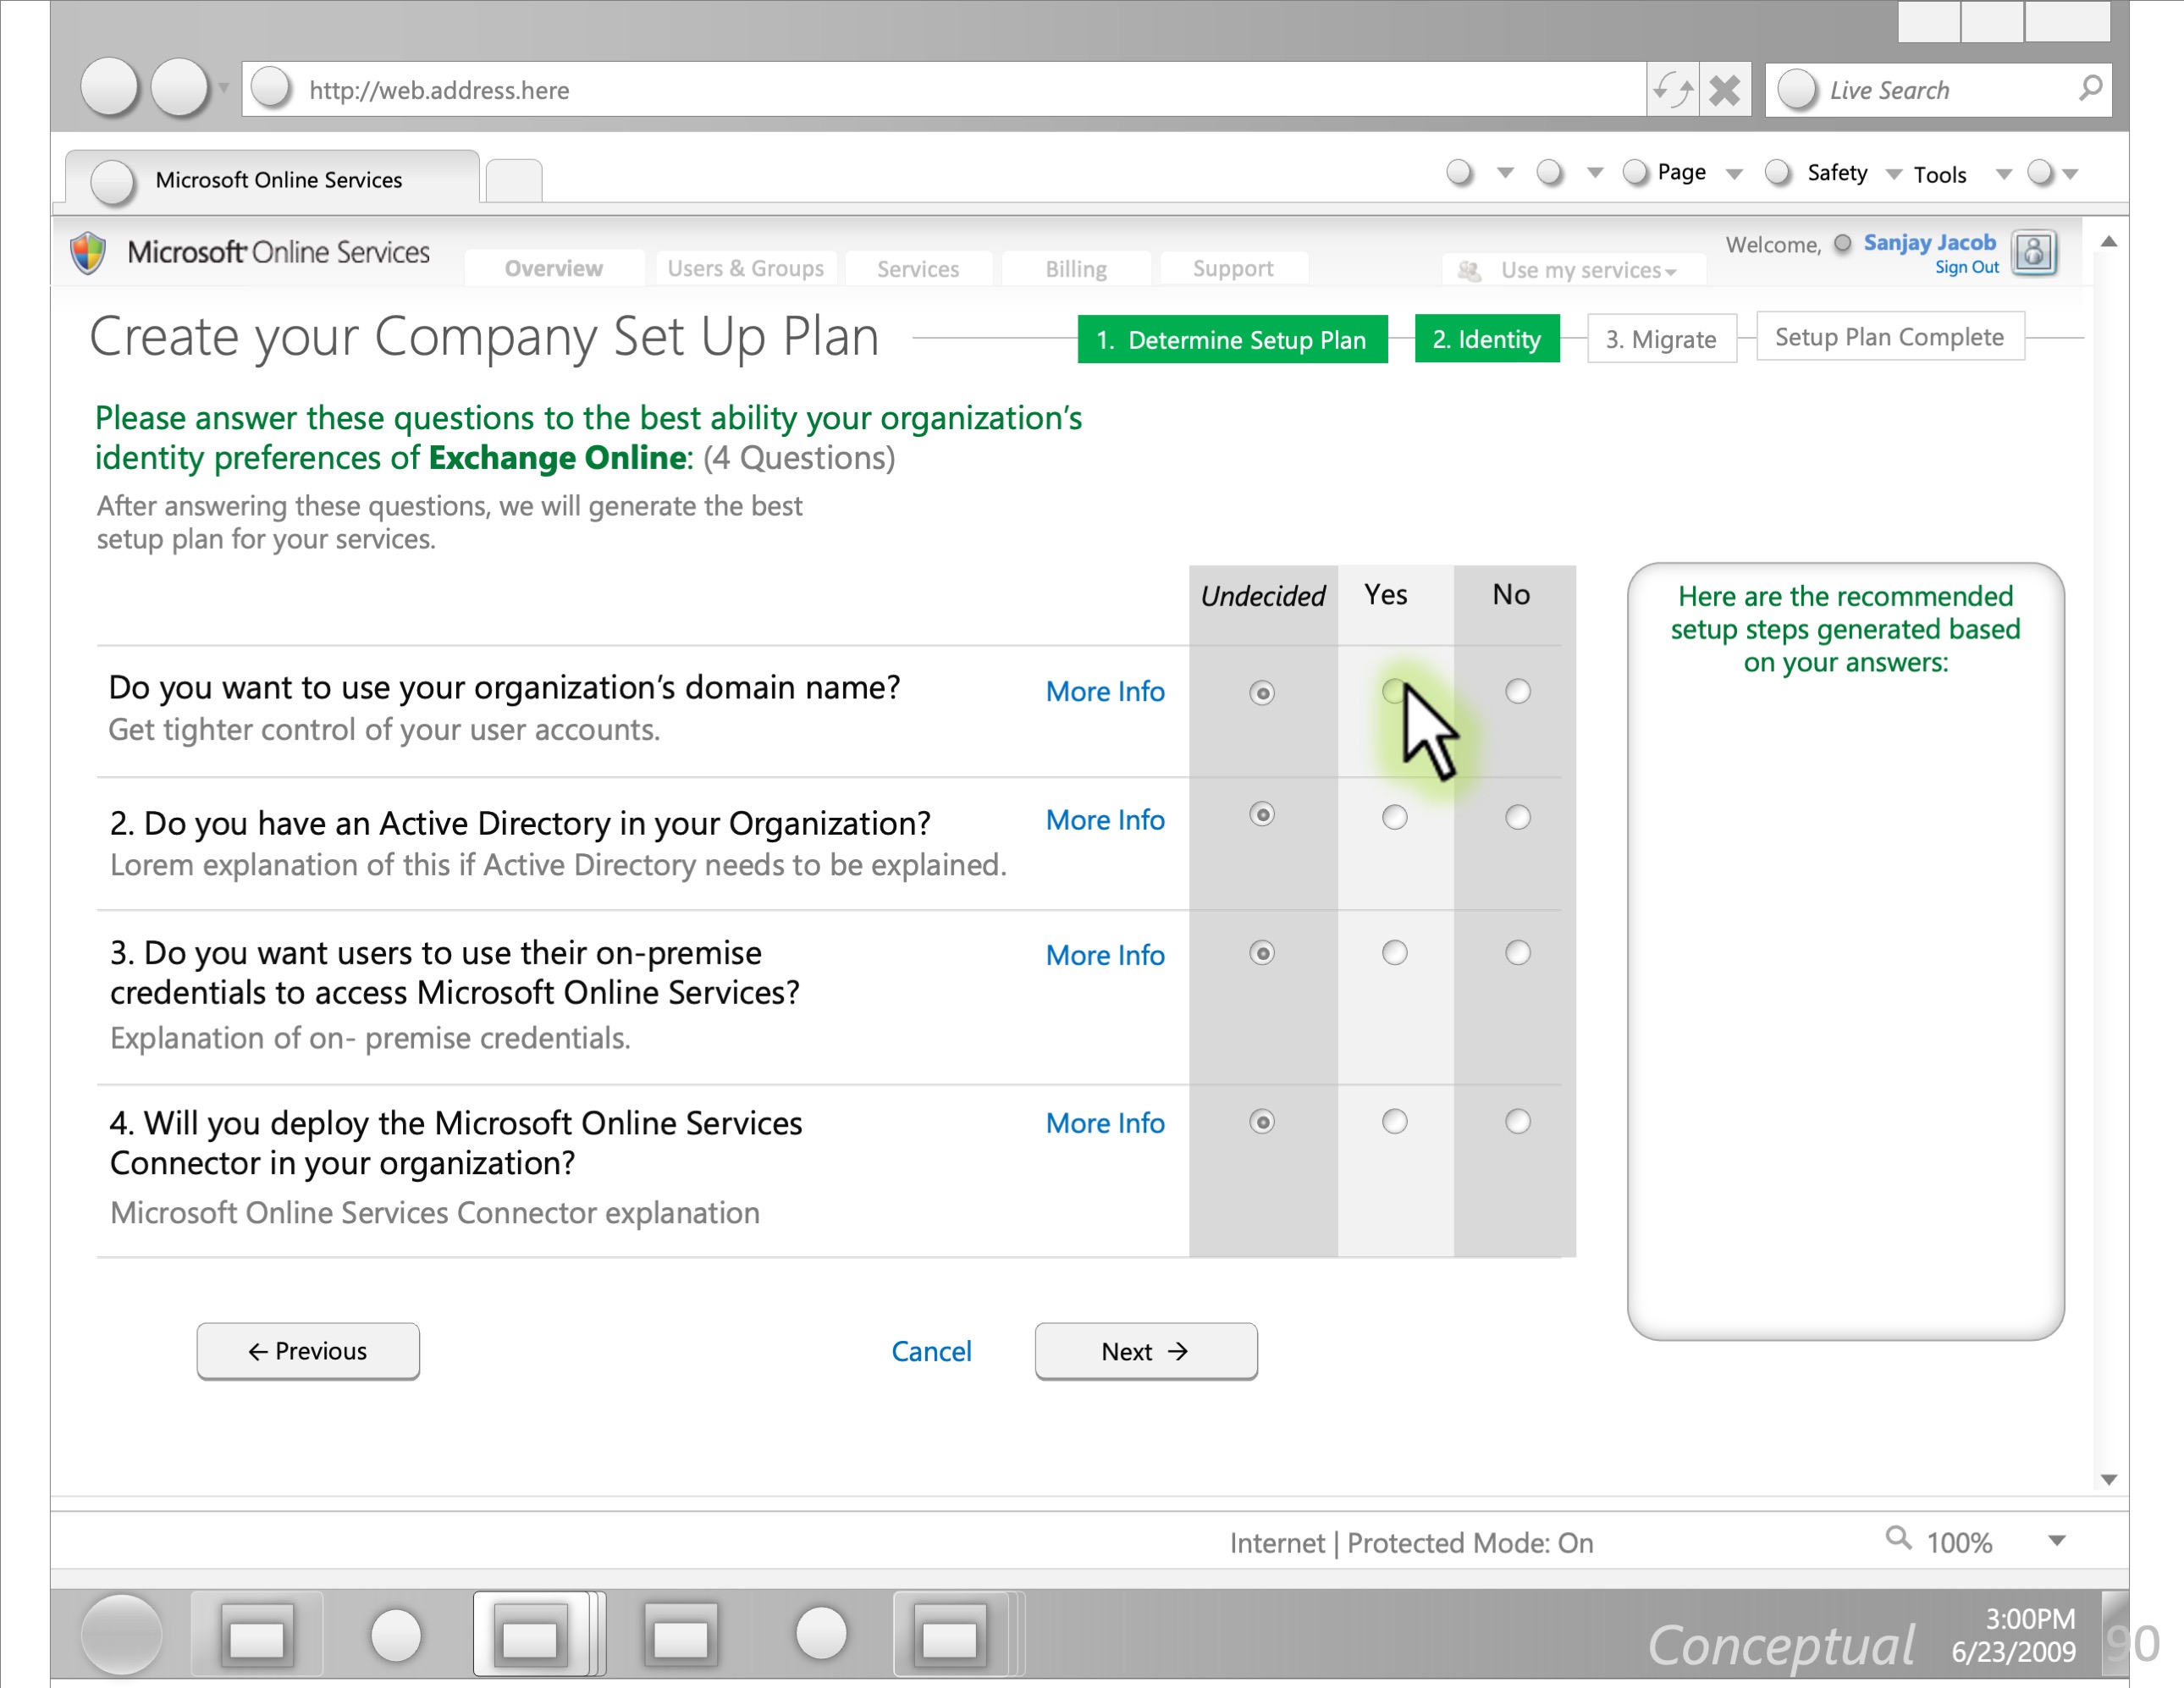 http://web.address.here
Live Search
Microsoft Online Services
Page
Safety
Tools
Microsoft Online Services
Overview
Users & Groups
Services
Billing
Support
Use my services
Welcome,
Sanjay Jacob
Sign Out
Create your Company Set Up Plan
1. Determine Setup Plan
2. Identity
3. Migrate
Setup Plan Complete
Please answer these questions to the best ability your organization's
identity preferences of Exchange Online: (4 Questions)
After answering these questions, we will generate the best
setup plan for your services.
Undecided
Yes
No
Here are the recommended
setup steps generated based
on your answers:
Do you want to use your organization's domain name?
More Info
Get tighter control of your user accounts.
2. Do you have an Active Directory in your Organization?
More Info
Lorem explanation of this if Active Directory needs to be explained.
3. Do you want users to use their on-premise
More Info
credentials to access Microsoft Online Services?
Explanation of on- premise credentials.
4. Will you deploy the Microsoft Online Services
More Info
Connector in your organization?
Microsoft Online Services Connector explanation
← Previous
Cancel
Next →
Internet | Protected Mode: On
100%
Conceptual
3:00PM
6/23/2009
90